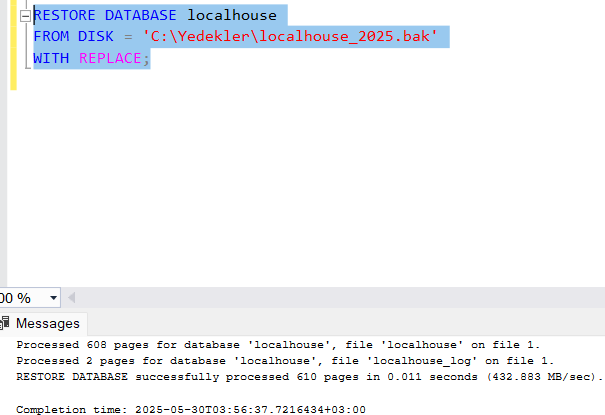 RESTORE DATABASE localhouse
FROM DISK = 'C:\Yedekler\localhouse_2025.bak'
WITH REPLACE;
00 %
Messages
Processed 608 pages for database 'localhouse', file 'localhouse' on file 1.
Processed 2 pages for database 'localhouse', file 'localhouse_log' on file 1.
RESTORE DATABASE successfully processed 610 pages in 0.011 seconds (432.883 MB/sec).
Completion time: 2025-05-30T03:56:37.7216434+03:00